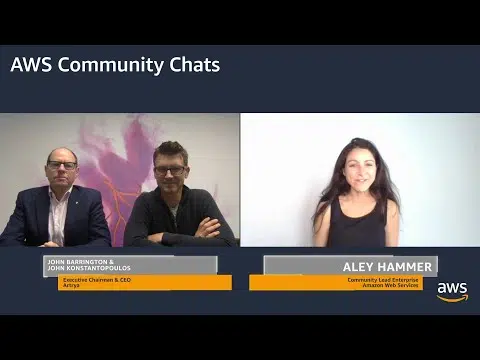 AWS Community Chats
JOHN BARRINGTON &
JOHN KONSTANTOPOULOS
Executive Chairman & CEO
Artrya
ALEY HAMMER
Community Lead Enterprise
Amazon Web Services
aws